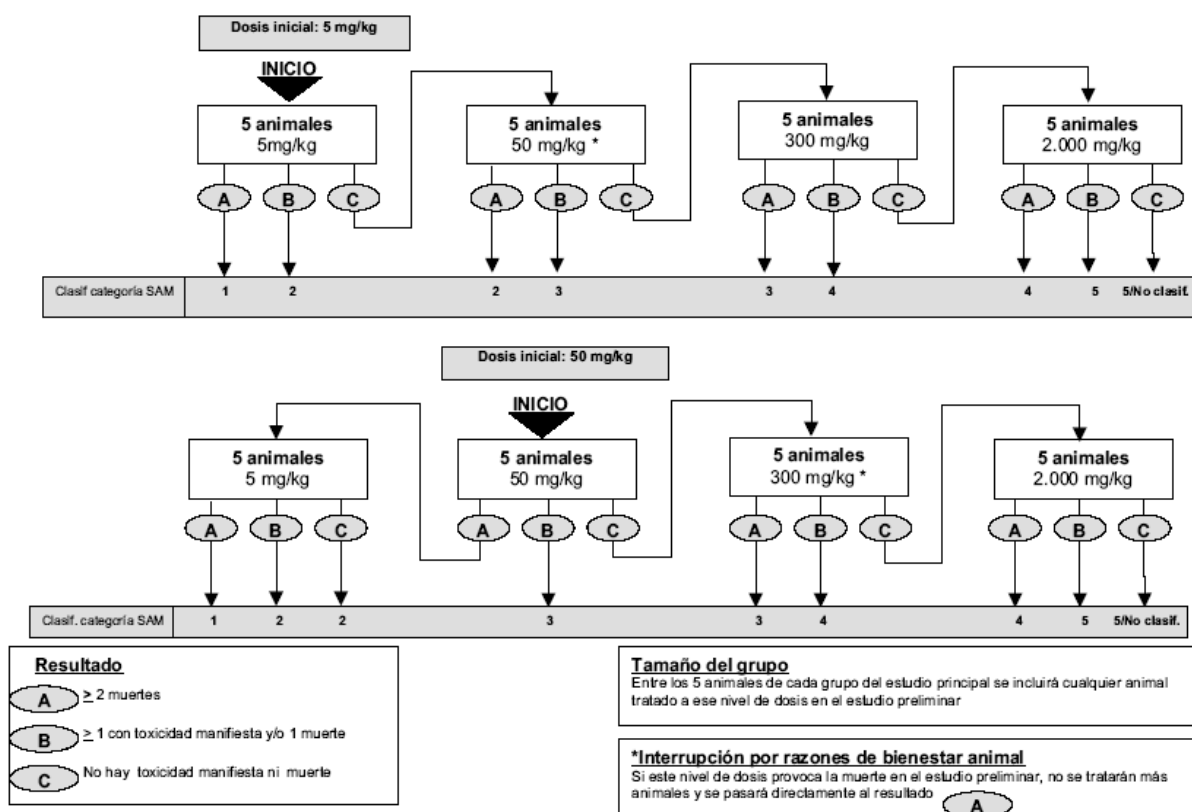 Dosis inicial: 5 mg/kg
INICIO
5 animales
5mg/kg
5 animales
50 mg/kg *
5 animales
300 mg/kg
5 animales
2.000 mg/kg
A B C A B C A B C A B C
Clasif categoría SAM 1 2 2 3 3 4 4 5 5/No clasif.
Dosis inicial: 50 mg/kg
INICIO
5 animales
5 mg/kg
5 animales
50 mg/kg
5 animales
300 mg/kg *
5 animales
2.000 mg/kg
A B C A B C A B C A B C
Clasif. categoría SAM 1 2 2 3 3 4 4 5 5/No clasif.
Resultado
A ≥ 2 muertes
B ≥ 1 con toxicidad manifiesta y/o 1 muerte
C No hay toxicidad manifiesta ni muerte
Tamaño del grupo
Entre los 5 animales de cada grupo del estudio principal se incluirá cualquier animal
tratado a ese nivel de dosis en el estudio preliminar
*Interrupción por razones de bienestar animal
Si este nivel de dosis provoca la muerte en el estudio preliminar, no se tratarán más
animales y se pasará directamente al resultado A